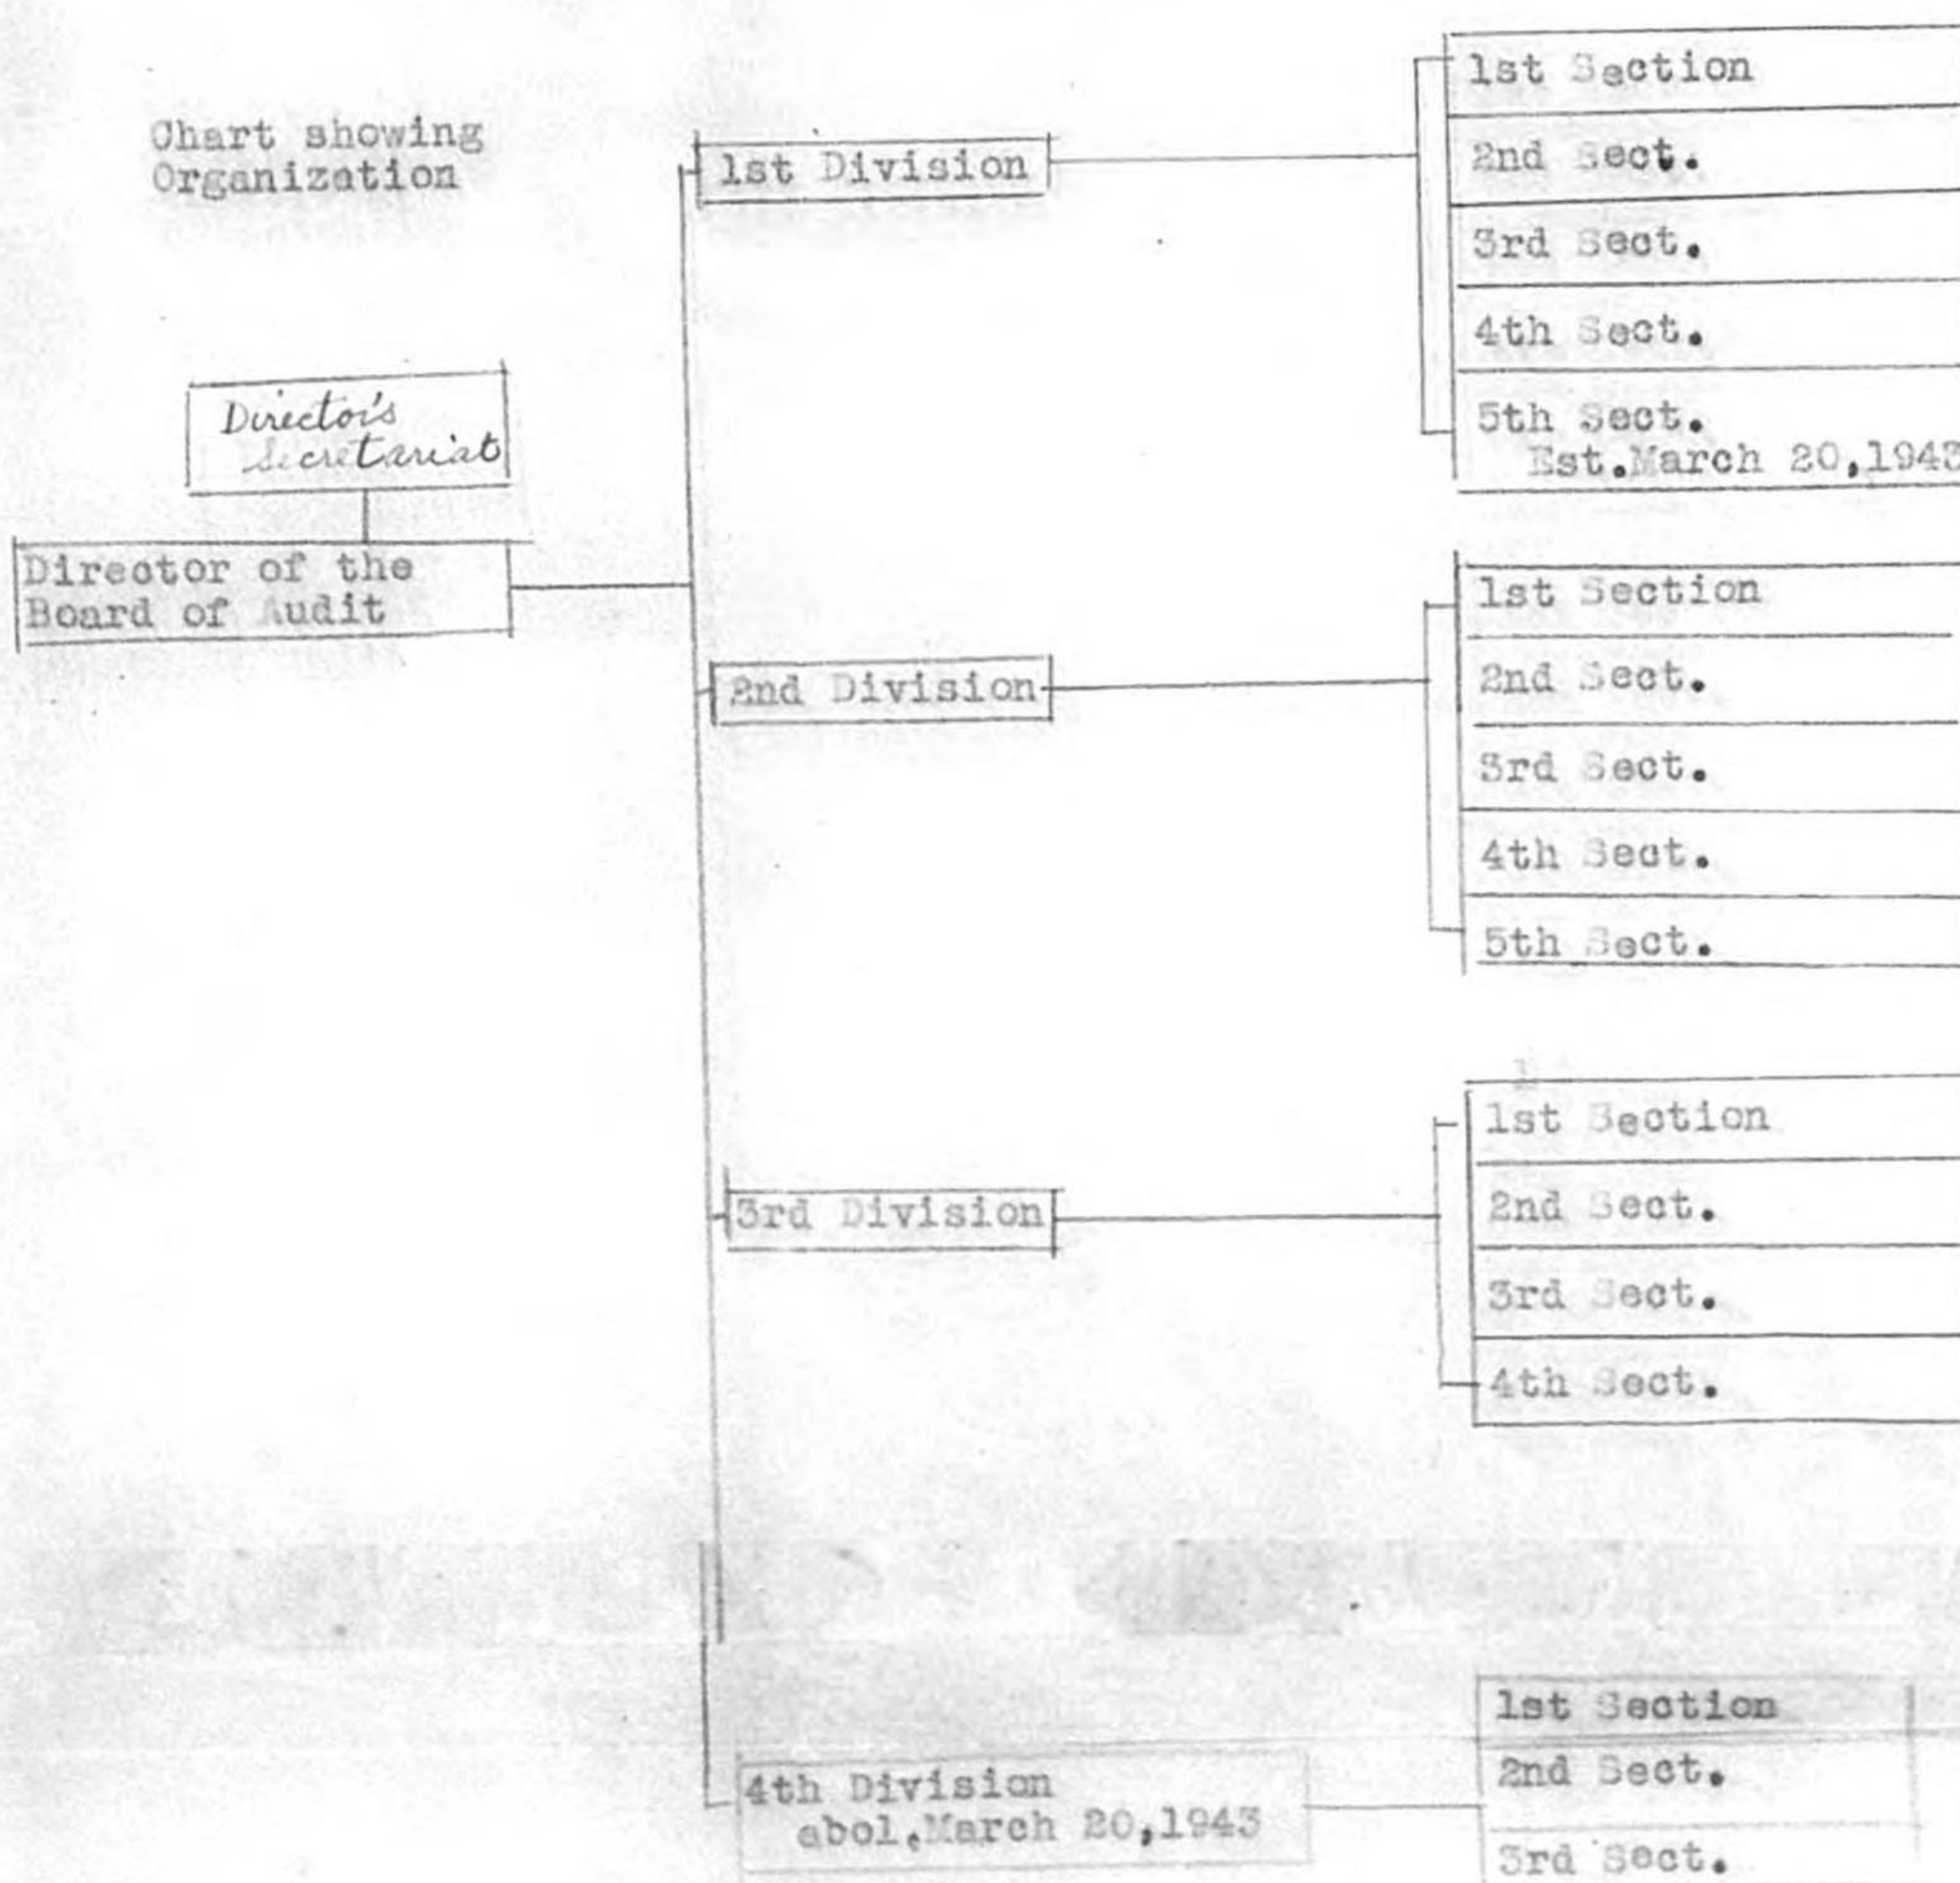 Chart showing
Organization
Director's
Secretariat
Director of the
Board of Audit
1st Division
1st Section
2nd Sect.
3rd Sect.
4th Sect.
5th Sect.
Est.March 20,1943
2nd Division
1st Section
2nd Sect.
3rd Sect.
4th Sect.
5th Sect.
3rd Division
1st Section
2nd Sect.
3rd Sect.
4th Sect.
4th Division
abol.March 20,1943
1st Section
2nd Sect.
3rd Sect.